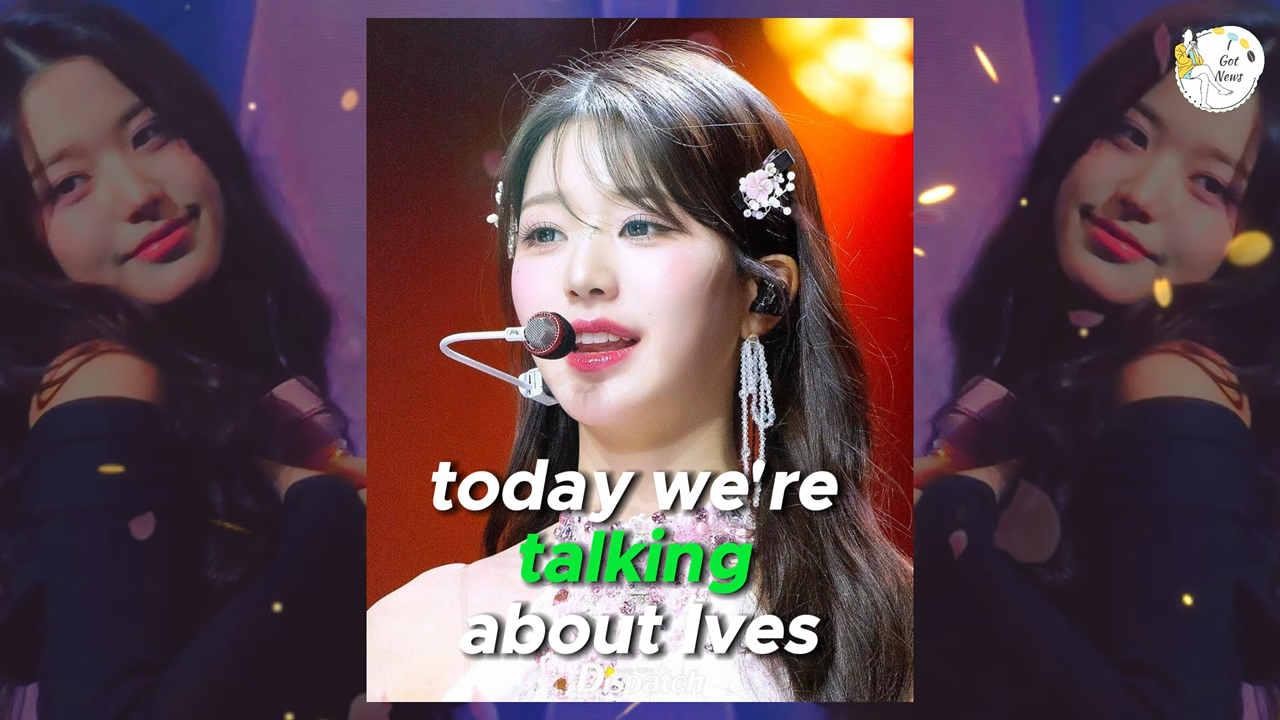 I
Got
News
today we're
talking
about Ives
Dispatch